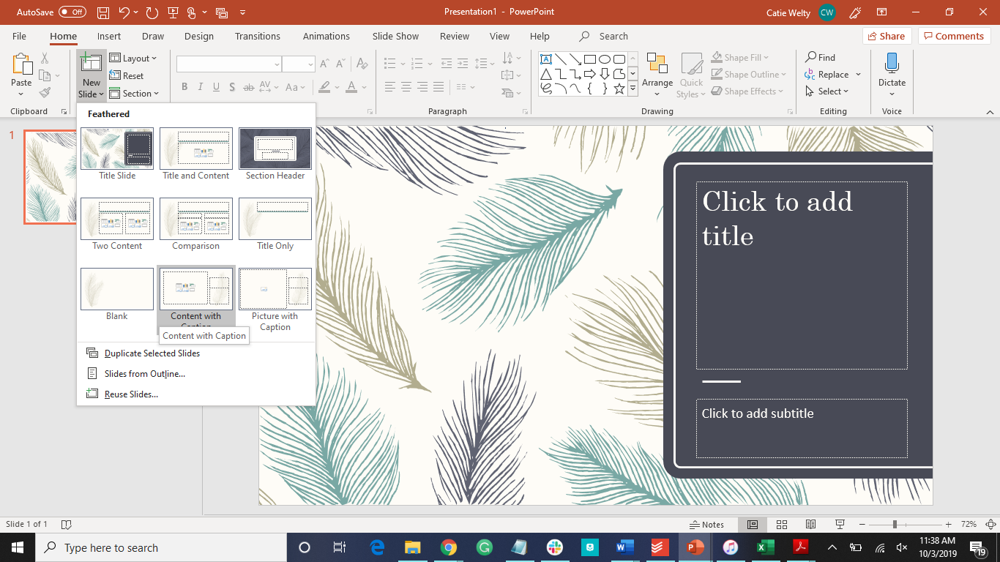 AutoSave Off
Presentation1 - PowerPoint
Catie Welty CW
File Home Insert Draw Design Transitions Animations Slide Show Review View Help Search
Share Comments
Paste
New Slide
Layout
Reset
Section
B I U S ab AV Aa A
Arrange
Quick Styles
Shape Fill
Shape Outline
Shape Effects
Find
Replace
Select
Dictate
Clipboard
Paragraph
Drawing
Editing
Voice
Feathered
Title Slide
Title and Content
Section Header
Two Content
Comparison
Title Only
Blank
Content with
Picture with
Caption
Content with Caption
Duplicate Selected Slides
Slides from Outline...
Reuse Slides...
1
Click to add
title
Click to add subtitle
Slide 1 of 1
Notes
72%
Type here to search
11:38 AM
10/3/2019
19